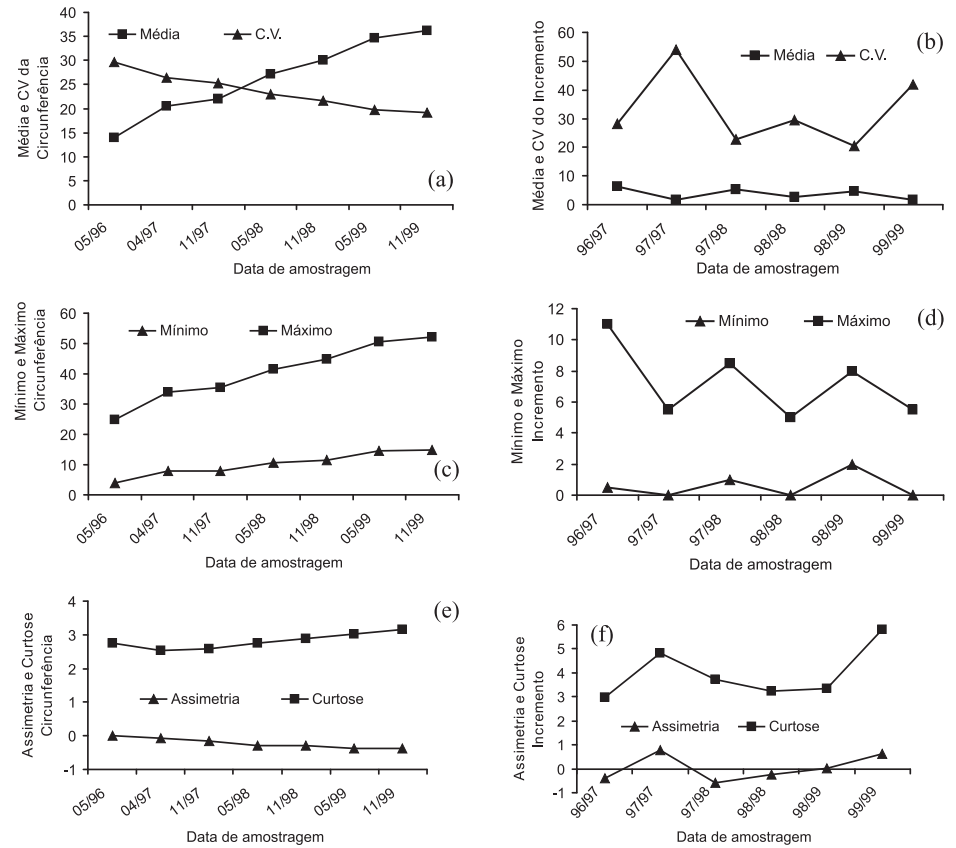 Média e CV da
Circunferência
40
35
30
25
20
15
10
5
0
Média
C.V.
(a)
05/96
04/97
11/97
05/98
11/98
05/99
11/99
Data de amostragem
Média e CV do Incremento
60
50
40
30
20
10
0
Média
C.V.
(b)
96/97
97/97
97/98
98/98
98/99
99/99
Data de amostragem
Mínimo e Máximo
Circunferência
60
50
40
30
20
10
0
Mínimo
Máximo
(c)
05/96
04/97
11/97
05/98
11/98
05/99
11/99
Data de amostragem
Mínimo e Máximo
Incremento
12
10
8
6
4
2
0
Mínimo
Máximo
(d)
96/97
97/97
97/98
98/98
98/99
99/99
Data de amostragem
Assimetria e Curtose
Circunferência
4
3
2
1
0
-1
Assimetria
Curtose
(e)
05/96
04/97
11/97
05/98
11/98
05/99
11/99
Data de amostragem
Assimetria e Curtose
Incremento
6
5
4
3
2
1
0
-1
(f)
Assimetria
Curtose
96/97
97/97
97/98
98/98
98/99
99/99
Data de amostragem